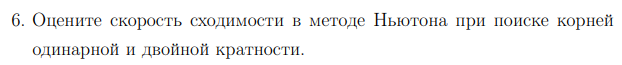 6. Оцените скорость сходимости в методе Ньютона при поиске корней
одинарной и двойной кратности.